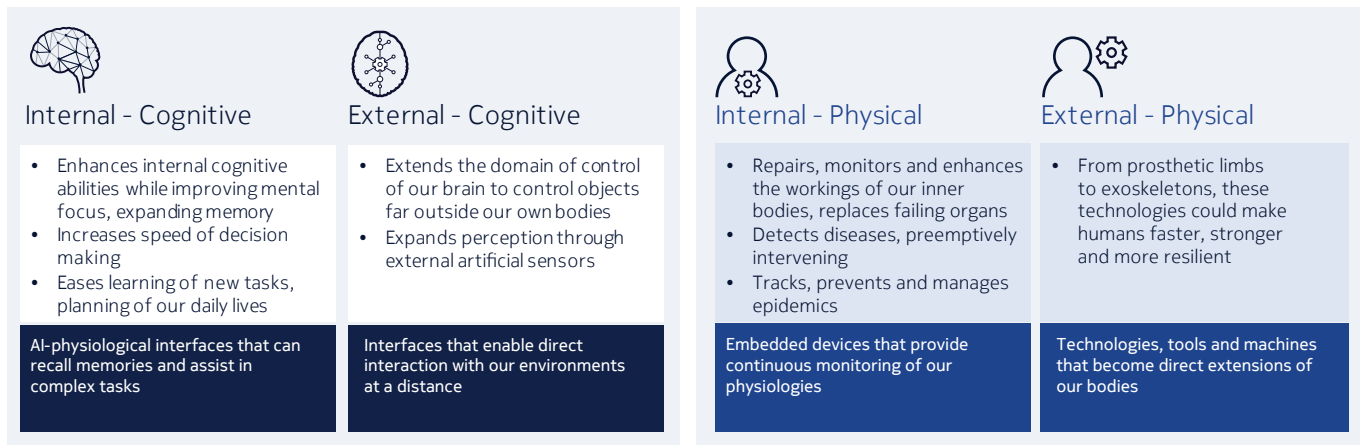 Internal - Cognitive
• Enhances internal cognitive
abilities while improving mental
focus, expanding memory
• Increases speed of decision
making
• Eases learning of new tasks,
planning of our daily lives
AI-physiological interfaces that can
recall memories and assist in
complex tasks
External - Cognitive
• Extends the domain of control
of our brain to control objects
far outside our own bodies
• Expands perception through
external artificial sensors
Interfaces that enable direct
interaction with our environments
at a distance
Internal - Physical
• Repairs, monitors and enhances
the workings of our inner
bodies, replaces failing organs
• Detects diseases, preemptively
intervening
• Tracks, prevents and manages
epidemics
Embedded devices that provide
continuous monitoring of our
physiologies
External - Physical
• From prosthetic limbs
to exoskeletons, these
technologies could make
humans faster, stronger
and more resilient
Technologies, tools and machines
that become direct extensions of
our bodies